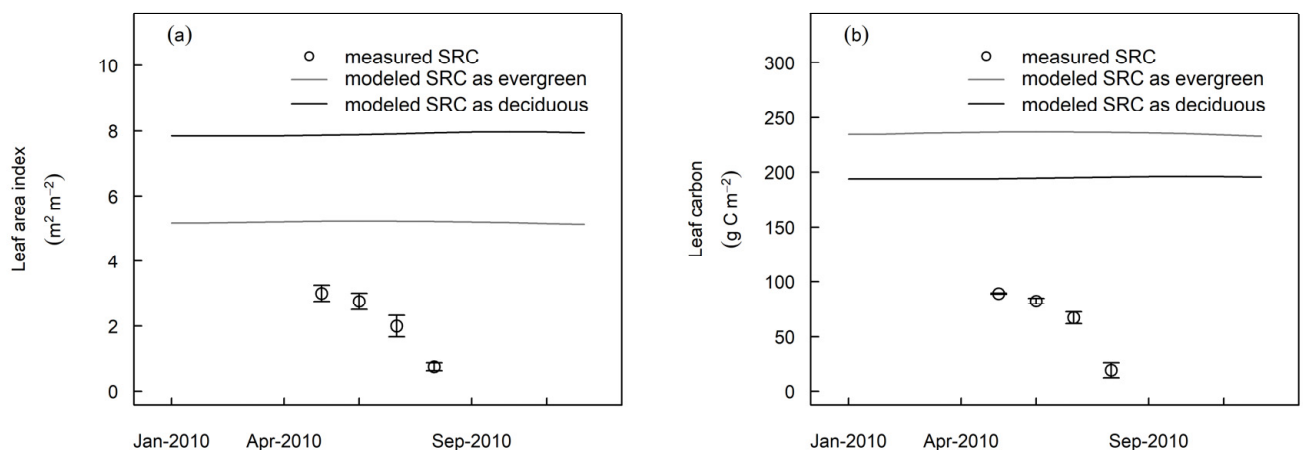 (a)
measured SRC
modeled SRC as evergreen
modeled SRC as deciduous
Leaf area index
(m² m⁻²)
10
8
6
4
2
0
Jan-2010 Apr-2010 Sep-2010
(b)
measured SRC
modeled SRC as evergreen
modeled SRC as deciduous
Leaf carbon
(g C m⁻²)
300
250
200
150
100
50
0
Jan-2010 Apr-2010 Sep-2010